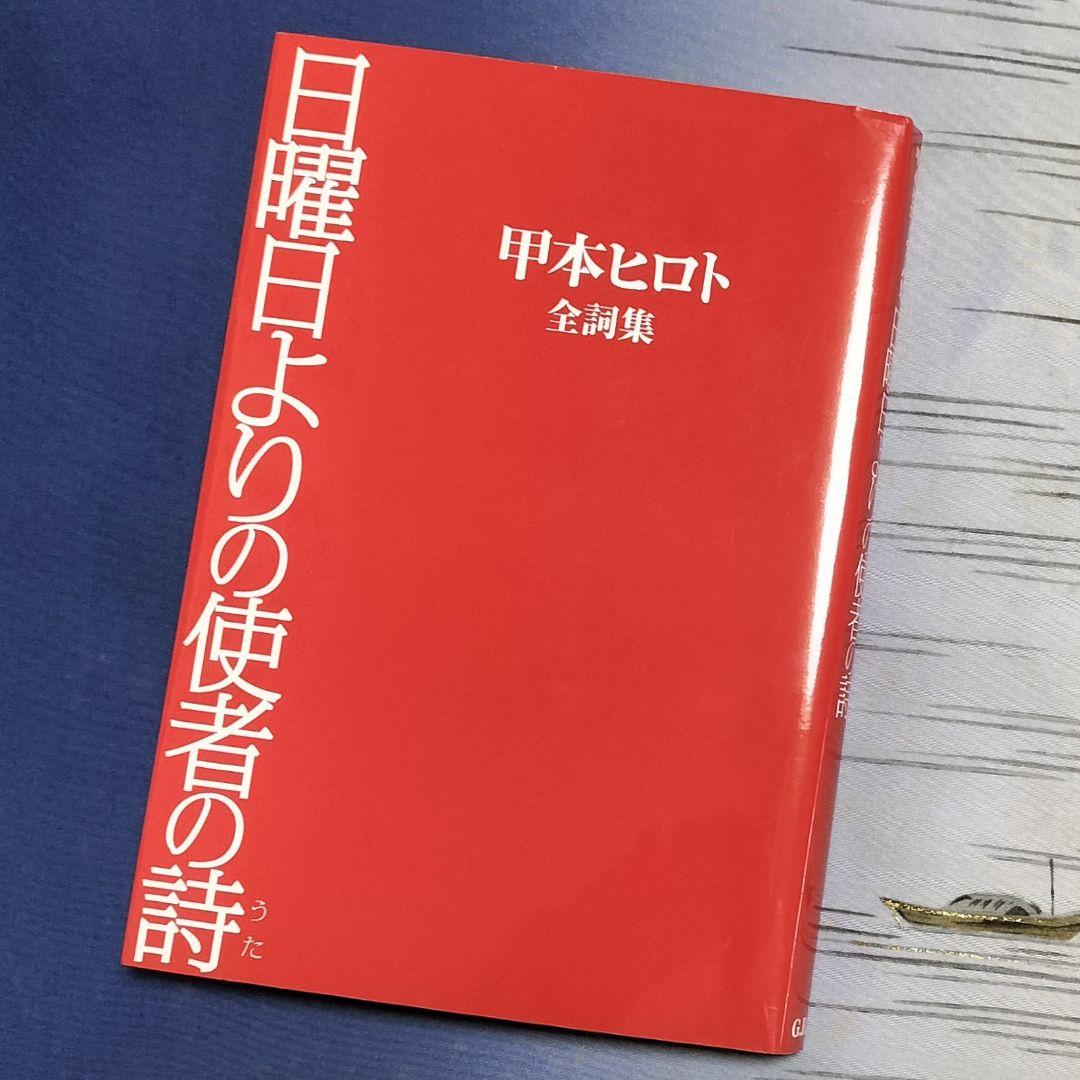 日曜日よりの使者の詩
うた
甲本ヒロト
全詞集